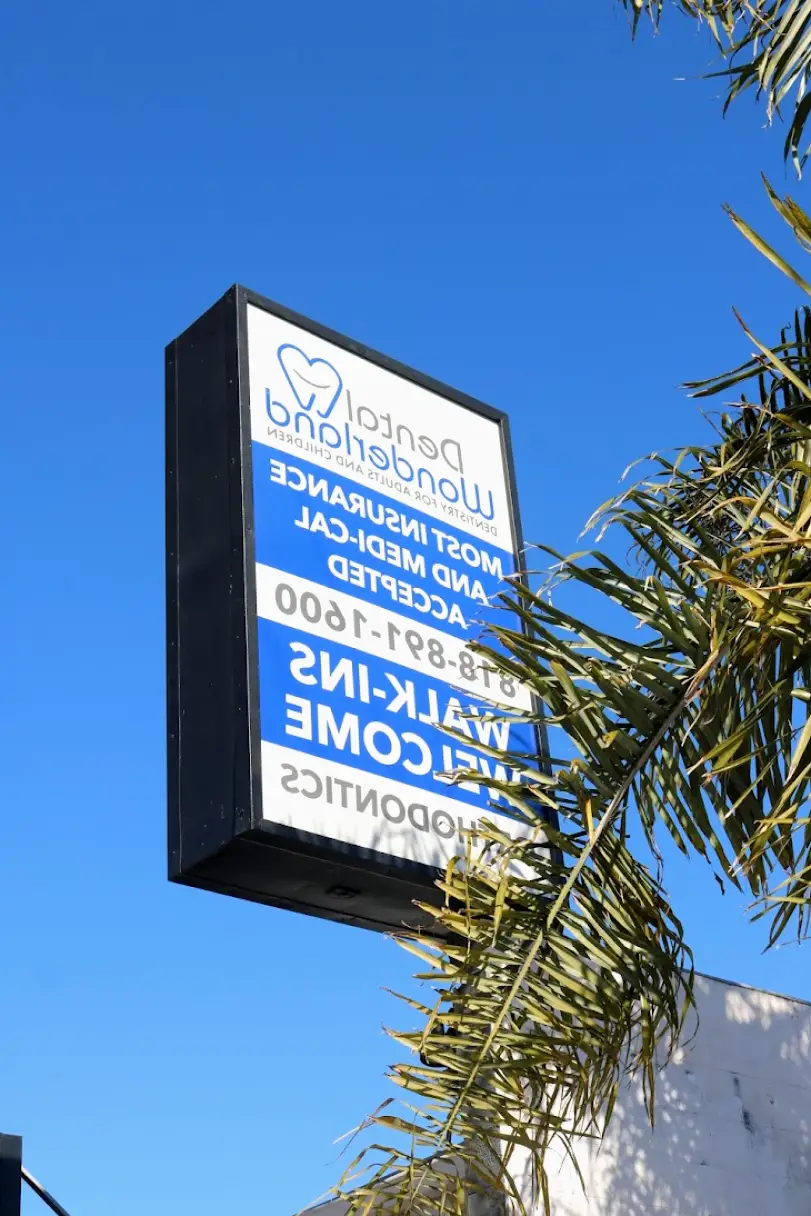 Dental
Wonderland
DENTISTRY FOR ADULTS AND CHILDREN
MOST INSURANCE
AND MEDI-CAL
ACCEPTED
818-891-1600
WALK-INS
WELCOME
ORTHODONTICS